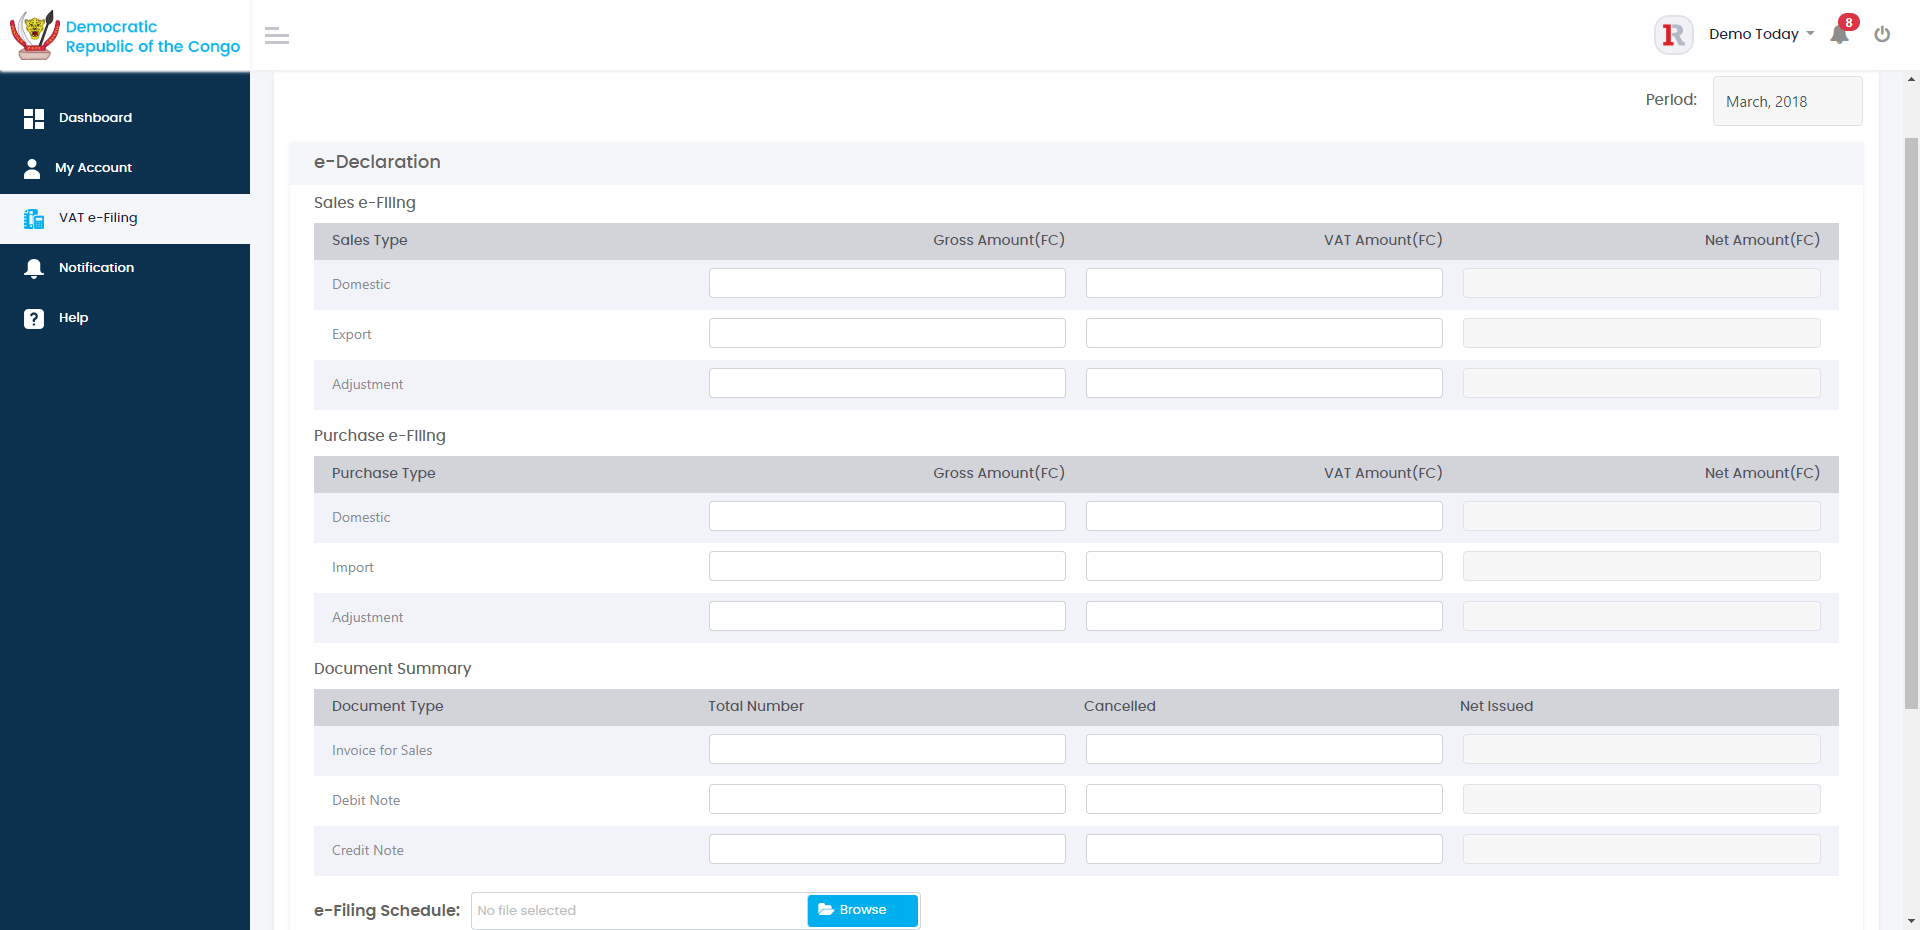 Democratic
Republic of the Congo
1R
Demo Today
8
Dashboard
My Account
VAT e-Filing
Notification
Help
Period:
March, 2018
e-Declaration
Sales e-Filing
Sales Type Gross Amount(FC) VAT Amount(FC) Net Amount(FC)
Domestic
Export
Adjustment
Purchase e-Filing
Purchase Type Gross Amount(FC) VAT Amount(FC) Net Amount(FC)
Domestic
Import
Adjustment
Document Summary
Document Type Total Number Cancelled Net Issued
Invoice for Sales
Debit Note
Credit Note
e-Filing Schedule: No file selected Browse